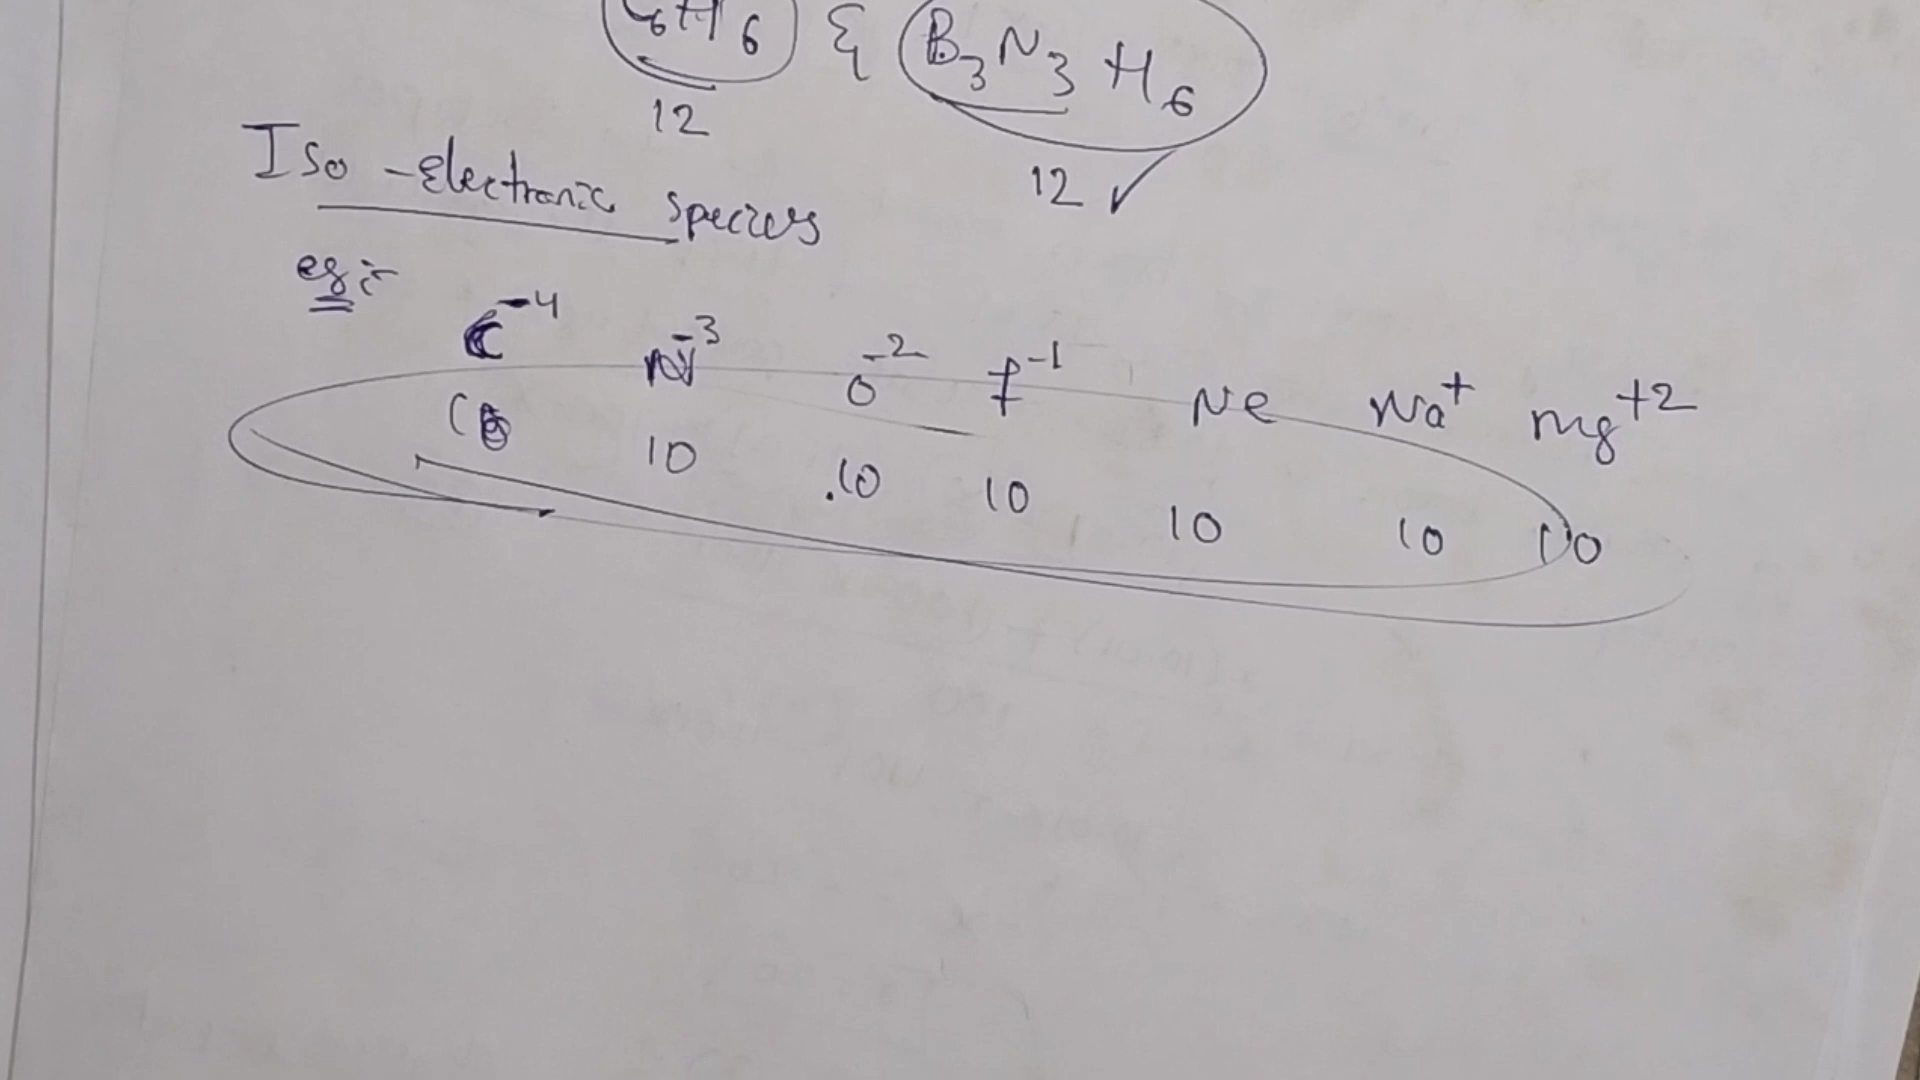 C6H6 & B3N3H6
12 12 ✓
Iso-electronic species
eg:-
C-4 N-3 O-2 F-1 Ne Na+ Mg+2
10 10 10 10 10 10 10